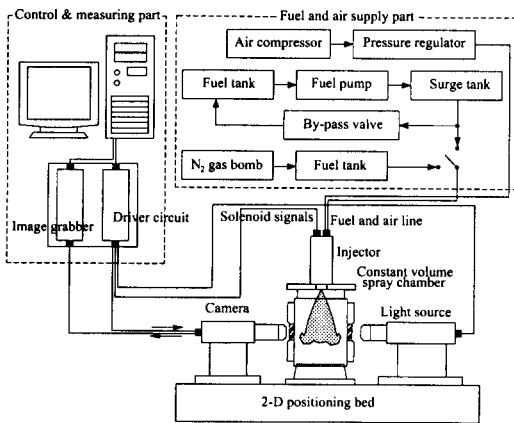 Control & measuring part
Fuel and air supply part
Air compressor
Pressure regulator
Fuel tank
Fuel pump
Surge tank
By-pass valve
N₂ gas bomb
Fuel tank
Image grabber
Driver circuit
Solenoid signals
Fuel and air line
Injector
Constant volume
spray chamber
Camera
Light source
2-D positioning bed